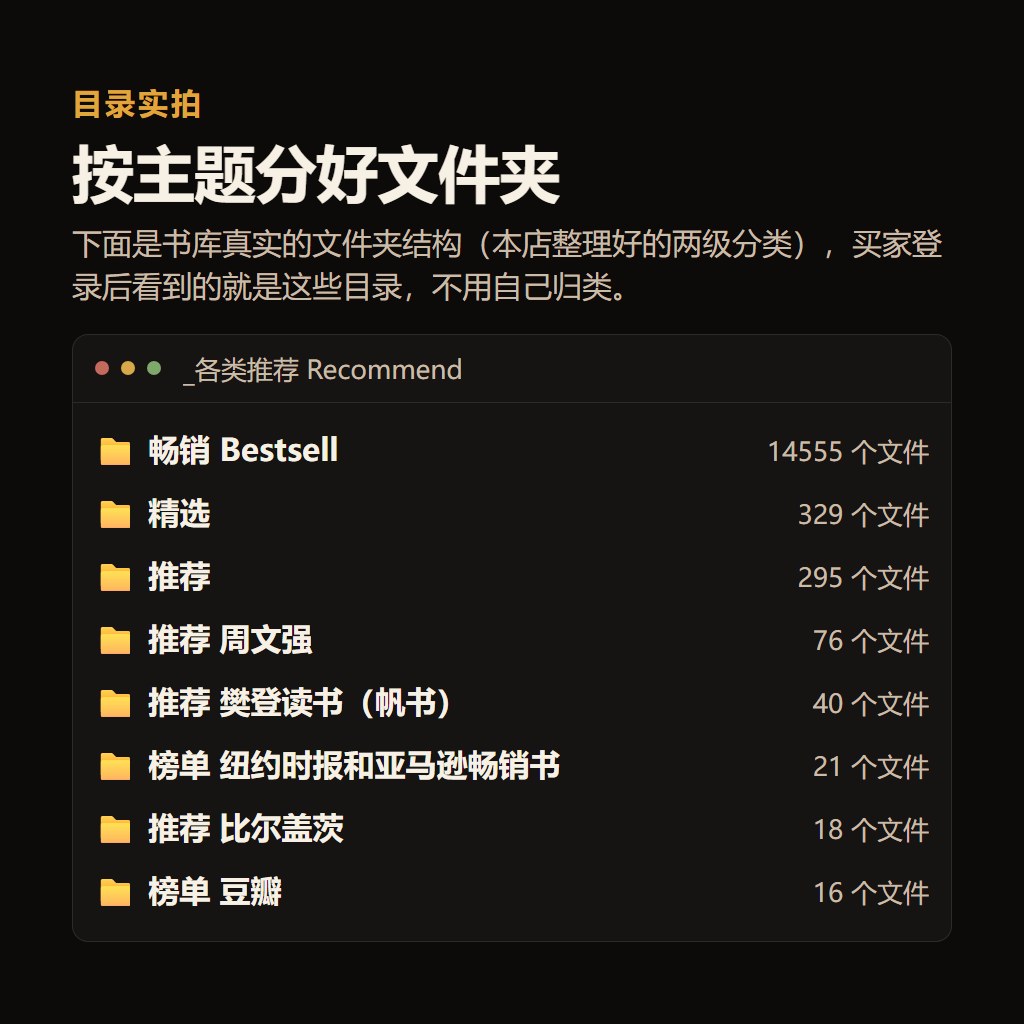 目录实拍
按主题分好文件夹
下面是书库真实的文件夹结构（本店整理好的两级分类），买家登
录后看到的就是这些目录，不用自己归类。
_各类推荐 Recommend
畅销 Bestsell 14555 个文件
精选 329 个文件
推荐 295 个文件
推荐 周文强 76 个文件
推荐 樊登读书（帆书） 40 个文件
榜单 纽约时报和亚马逊畅销书 21 个文件
推荐 比尔盖茨 18 个文件
榜单 豆瓣 16 个文件